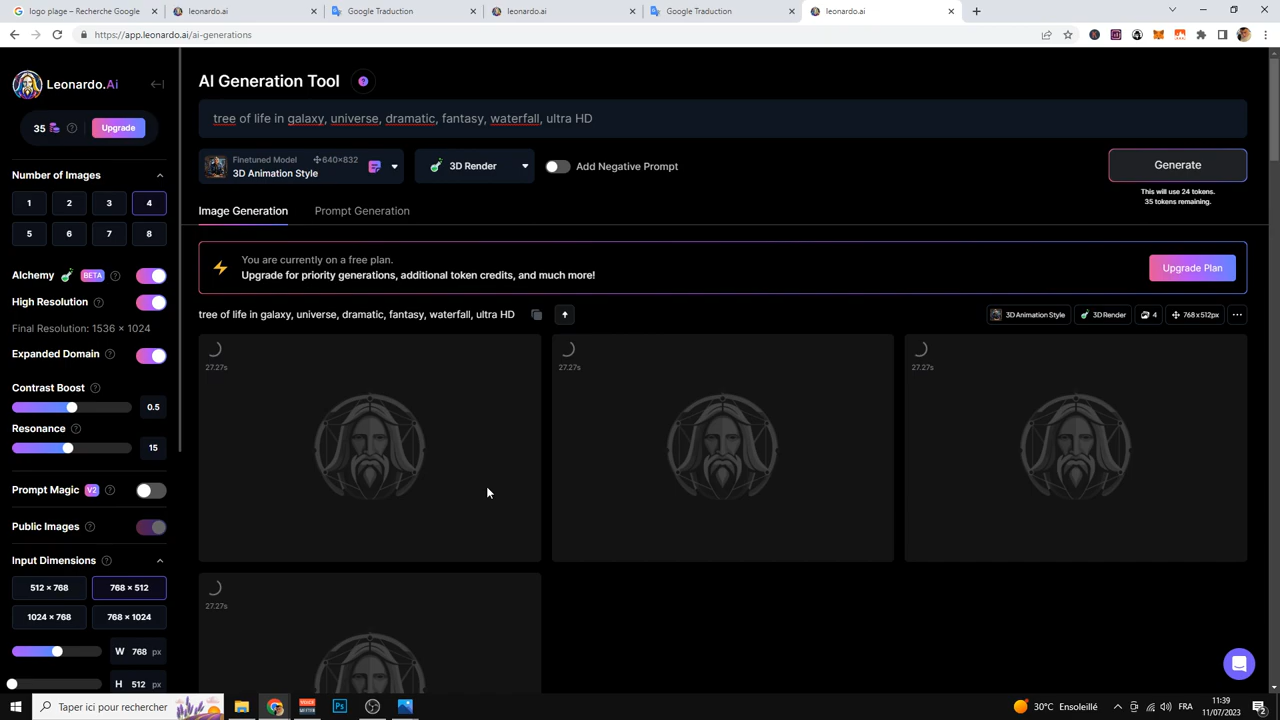 logo plage – Recherche Google
leonardo.ai
Google Traduction
leonardo.ai
Google Traduction
leonardo.ai
https://app.leonardo.ai/ai-generations
Leonardo.Ai
35
Upgrade
Number of Images
1 2 3 4
5 6 7 8
Alchemy BETA
High Resolution
Final Resolution: 1536 × 1024
Expanded Domain
Contrast Boost
0.5
Resonance
15
Prompt Magic V2
Public Images
Input Dimensions
512 × 768 768 × 512
1024 × 768 768 × 1024
W 768 px
H 512 px
AI Generation Tool
tree of life in galaxy, universe, dramatic, fantasy, waterfall, ultra HD
Finetuned Model 640×832
3D Animation Style
3D Render
Add Negative Prompt
Generate
This will use 24 tokens.
35 tokens remaining.
Image Generation Prompt Generation
You are currently on a free plan.
Upgrade for priority generations, additional token credits, and much more!
Upgrade Plan
tree of life in galaxy, universe, dramatic, fantasy, waterfall, ultra HD
3D Animation Style 3D Render 4 768 x 512px
27.27s 27.27s 27.27s
27.27s
Taper ici pour rechercher
VOICE
MEETER
Ps
30°C Ensoleillé
FRA
11:39
11/07/2023
2